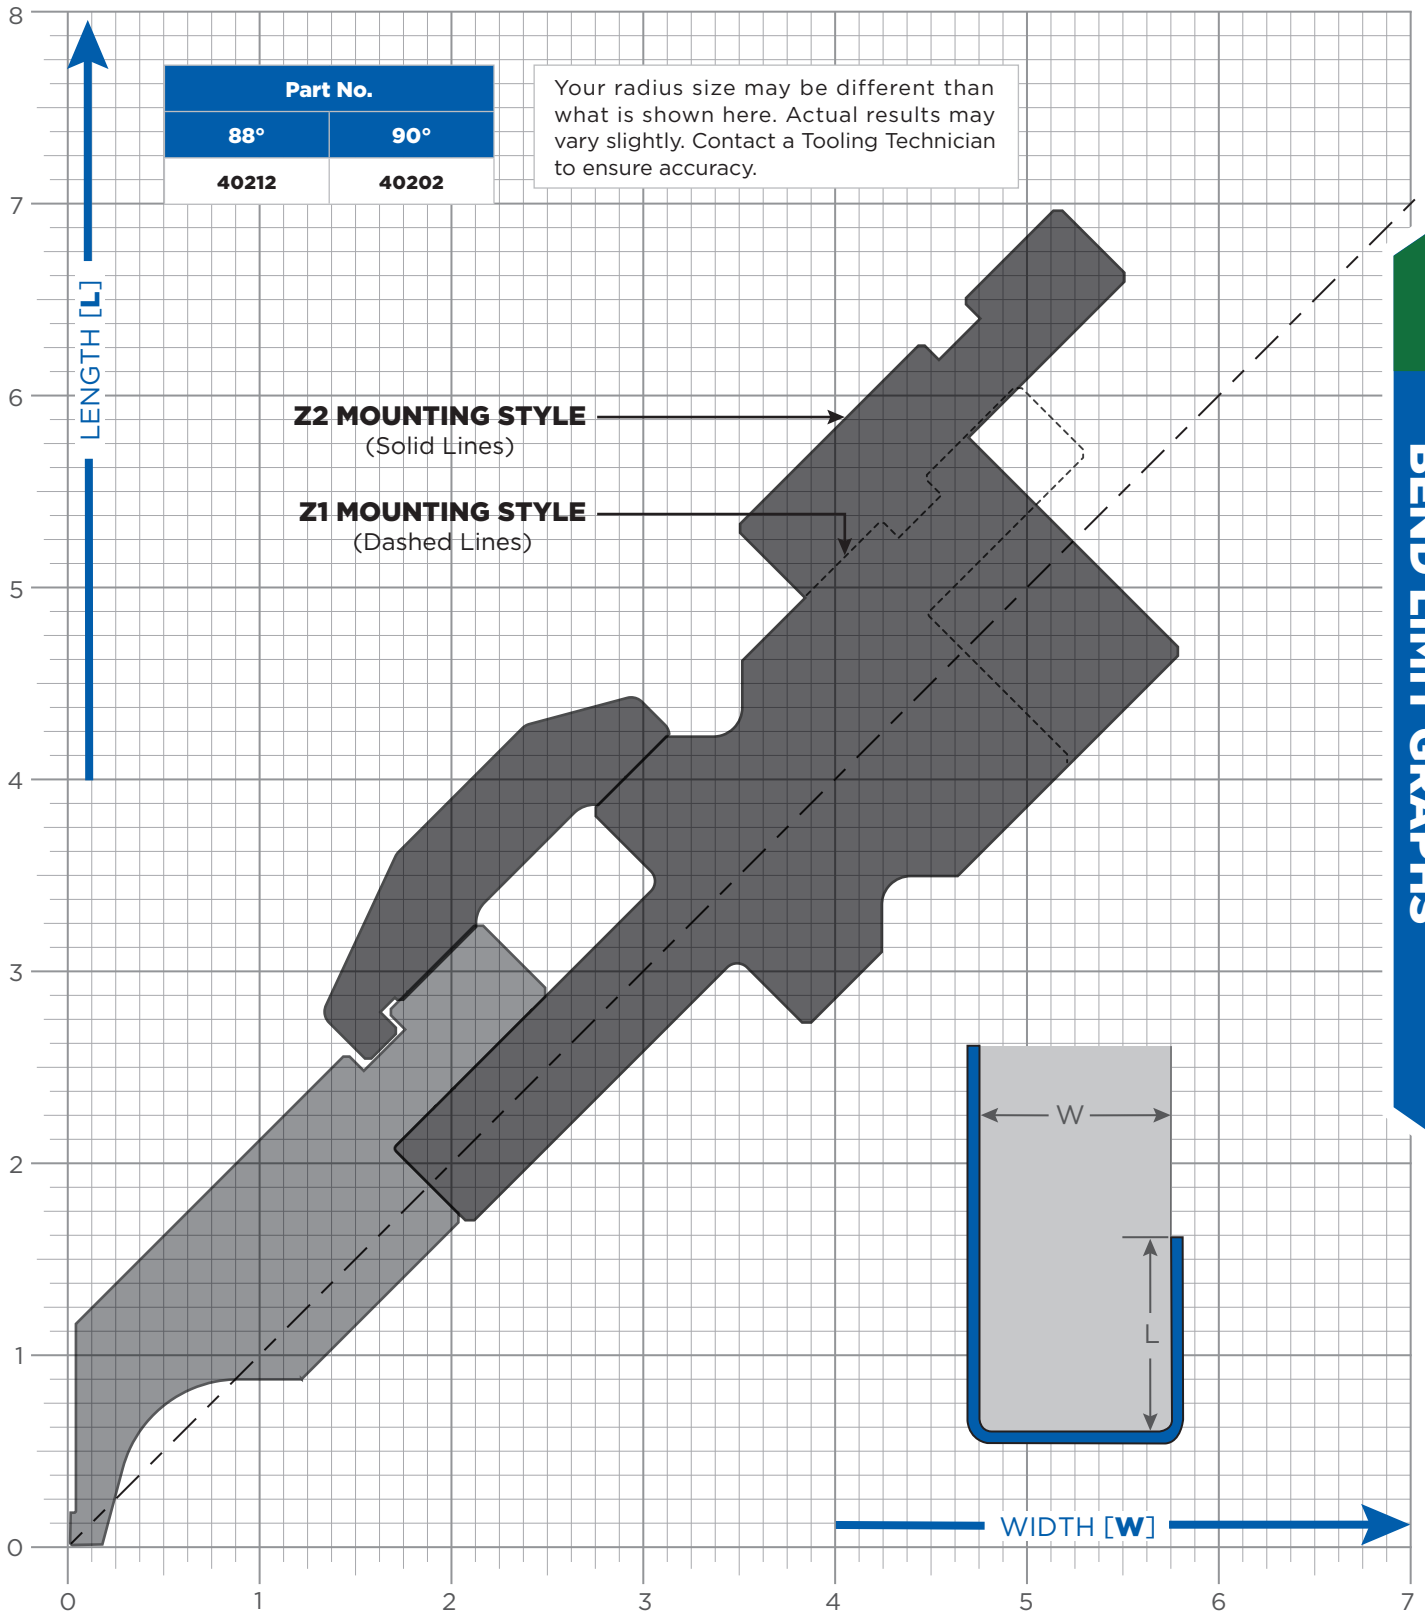 8
Part No.
88° 90°
40212 40202
Your radius size may be different than
what is shown here. Actual results may
vary slightly. Contact a Tooling Technician
to ensure accuracy.
7
LENGTH [L]
6
Z2 MOUNTING STYLE
(Solid Lines)
Z1 MOUNTING STYLE
(Dashed Lines)
5
BEND LIMIT GRAPHS
4
3
2
W
1
L
WIDTH [W]
0
0 1 2 3 4 5 6 7